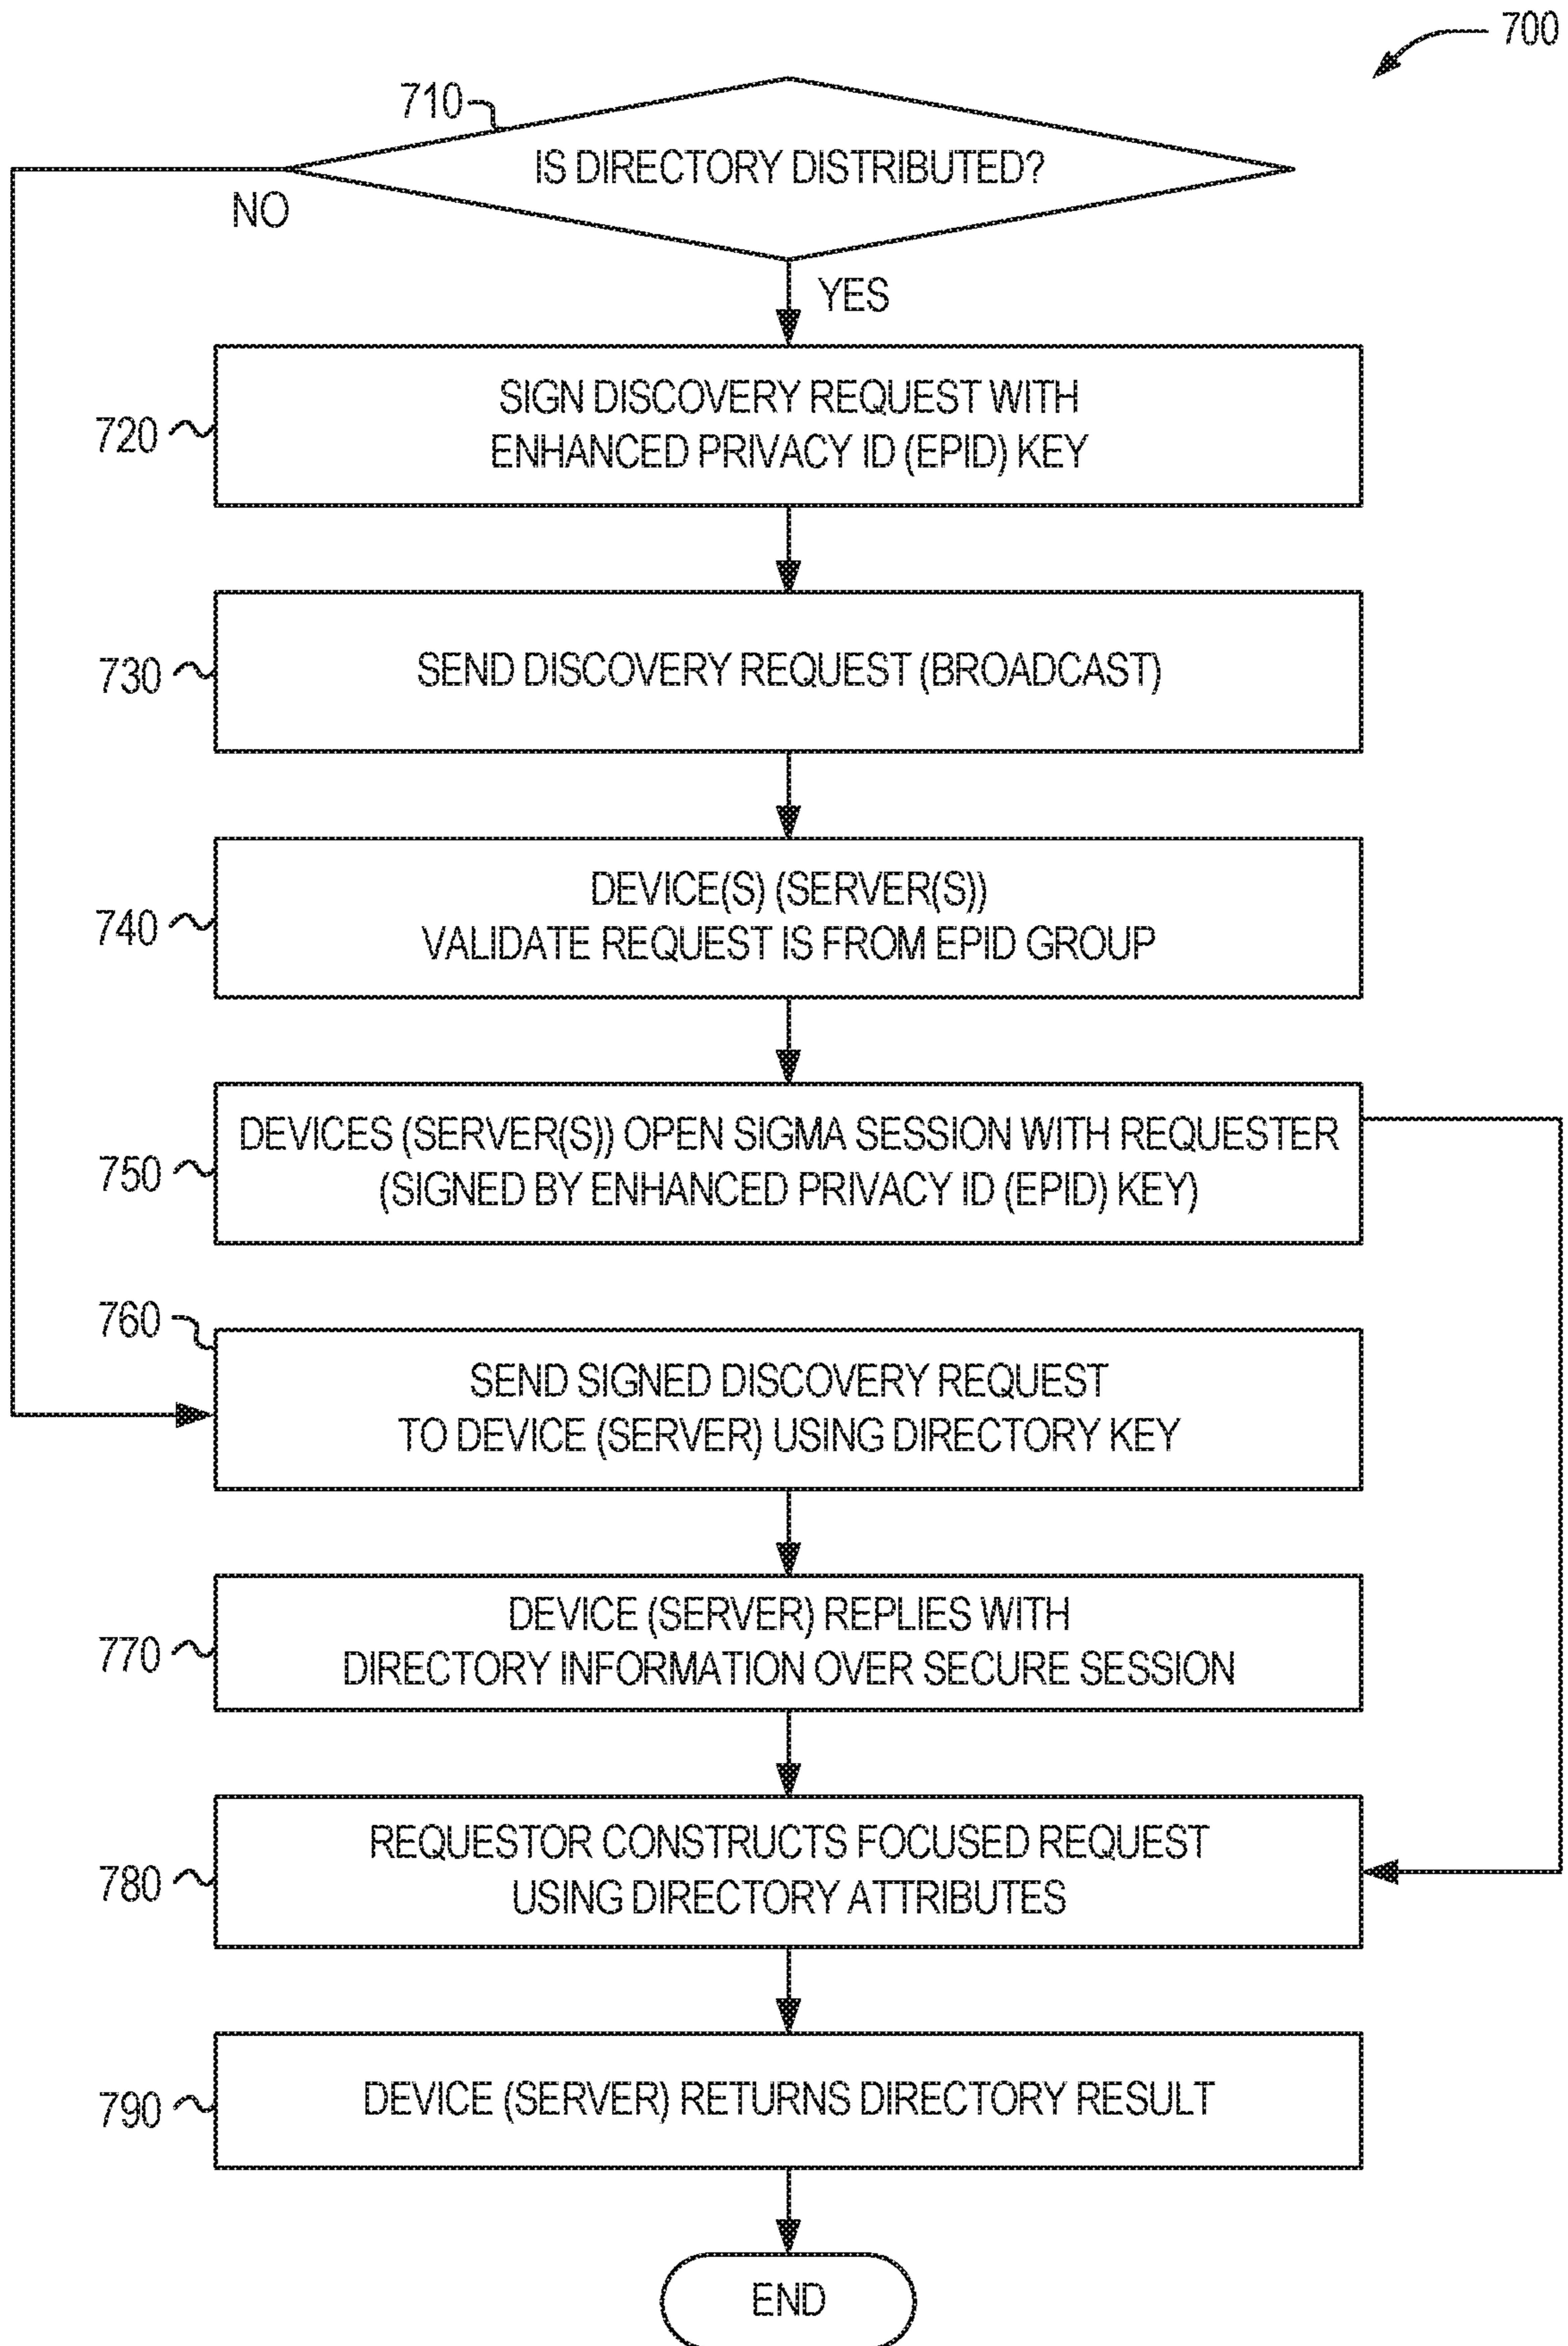 700
710
IS DIRECTORY DISTRIBUTED?
NO
YES
720
SIGN DISCOVERY REQUEST WITH
ENHANCED PRIVACY ID (EPID) KEY
730
SEND DISCOVERY REQUEST (BROADCAST)
740
DEVICE(S) (SERVER(S))
VALIDATE REQUEST IS FROM EPID GROUP
750
DEVICES (SERVER(S)) OPEN SIGMA SESSION WITH REQUESTER
(SIGNED BY ENHANCED PRIVACY ID (EPID) KEY)
760
SEND SIGNED DISCOVERY REQUEST
TO DEVICE (SERVER) USING DIRECTORY KEY
770
DEVICE (SERVER) REPLIES WITH
DIRECTORY INFORMATION OVER SECURE SESSION
780
REQUESTOR CONSTRUCTS FOCUSED REQUEST
USING DIRECTORY ATTRIBUTES
790
DEVICE (SERVER) RETURNS DIRECTORY RESULT
END